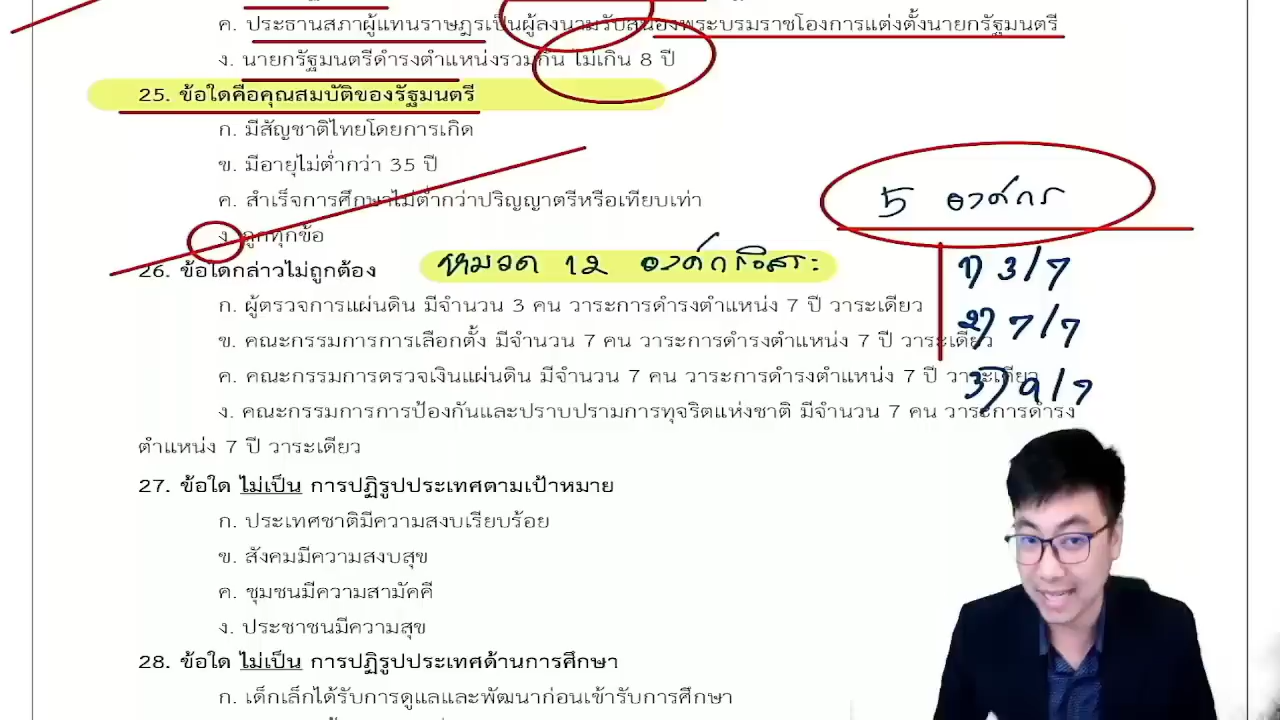 ค. ประธานสภาผู้แทนราษฎรเป็นผู้ลงนามรับสนองพระบรมราชโองการแต่งตั้งนายกรัฐมนตรี
ง. นายกรัฐมนตรีดำรงตำแหน่งรวมกัน ไม่เกิน 8 ปี
25. ข้อใดคือคุณสมบัติของรัฐมนตรี
ก. มีสัญชาติไทยโดยการเกิด
ข. มีอายุไม่ต่ำกว่า 35 ปี
ค. สำเร็จการศึกษาไม่ต่ำกว่าปริญญาตรีหรือเทียบเท่า
5 องค์กร
ง. ถูกทุกข้อ
26. ข้อใดกล่าวไม่ถูกต้อง
หมวด 12 องค์กรอิสระ
1) 3/7
ก. ผู้ตรวจการแผ่นดิน มีจำนวน 3 คน วาระการดำรงตำแหน่ง 7 ปี วาระเดียว
2) 7/7
ข. คณะกรรมการการเลือกตั้ง มีจำนวน 7 คน วาระการดำรงตำแหน่ง 7 ปี วาระเดียว
ค. คณะกรรมการตรวจเงินแผ่นดิน มีจำนวน 7 คน วาระการดำรงตำแหน่ง 7 ปี วาระเดียว
3) 9/7
ง. คณะกรรมการการป้องกันและปราบปรามการทุจริตแห่งชาติ มีจำนวน 7 คน วาระการดำรง
ตำแหน่ง 7 ปี วาระเดียว
27. ข้อใด ไม่เป็น การปฏิรูปประเทศตามเป้าหมาย
ก. ประเทศชาติมีความสงบเรียบร้อย
ข. สังคมมีความสงบสุข
ค. ชุมชนมีความสามัคคี
ง. ประชาชนมีความสุข
28. ข้อใด ไม่เป็น การปฏิรูปประเทศด้านการศึกษา
ก. เด็กเล็กได้รับการดูแลและพัฒนาก่อนเข้ารับการศึกษา